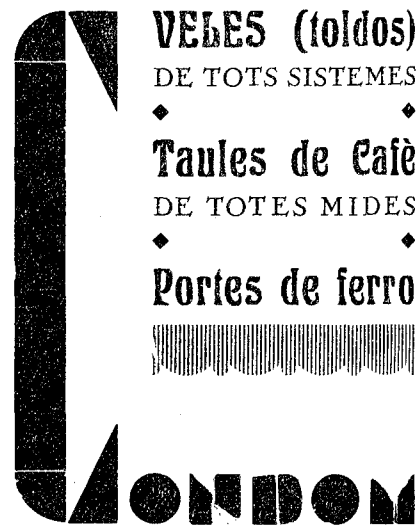 VELES (toldos)
DE TOTS SISTEMES
Taules de Cafè
DE TOTES MIDES
Portes de ferro
CONDOM